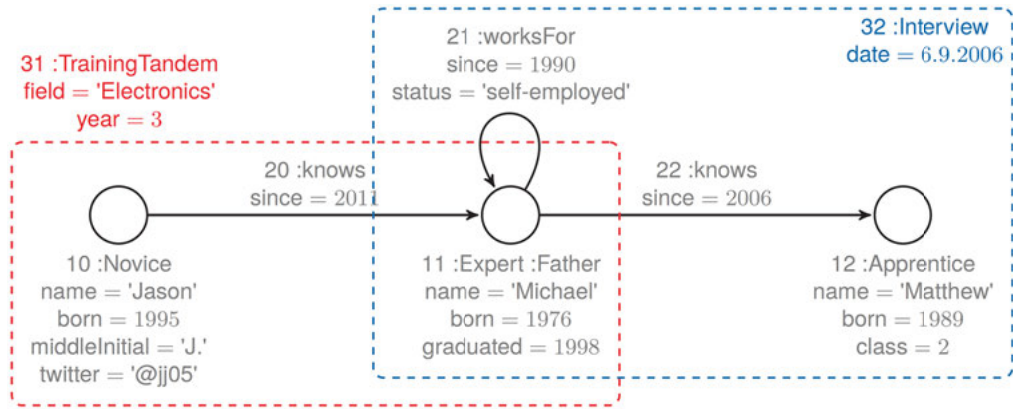 31 :TrainingTandem
field = 'Electronics'
year = 3
21 :worksFor
since = 1990
status = 'self-employed'
32 :Interview
date = 6.9.2006
20 :knows
since = 2011
22 :knows
since = 2006
10 :Novice
name = 'Jason'
born = 1995
middleInitial = 'J.'
twitter = '@jj05'
11 :Expert :Father
name = 'Michael'
born = 1976
graduated = 1998
12 :Apprentice
name = 'Matthew'
born = 1989
class = 2